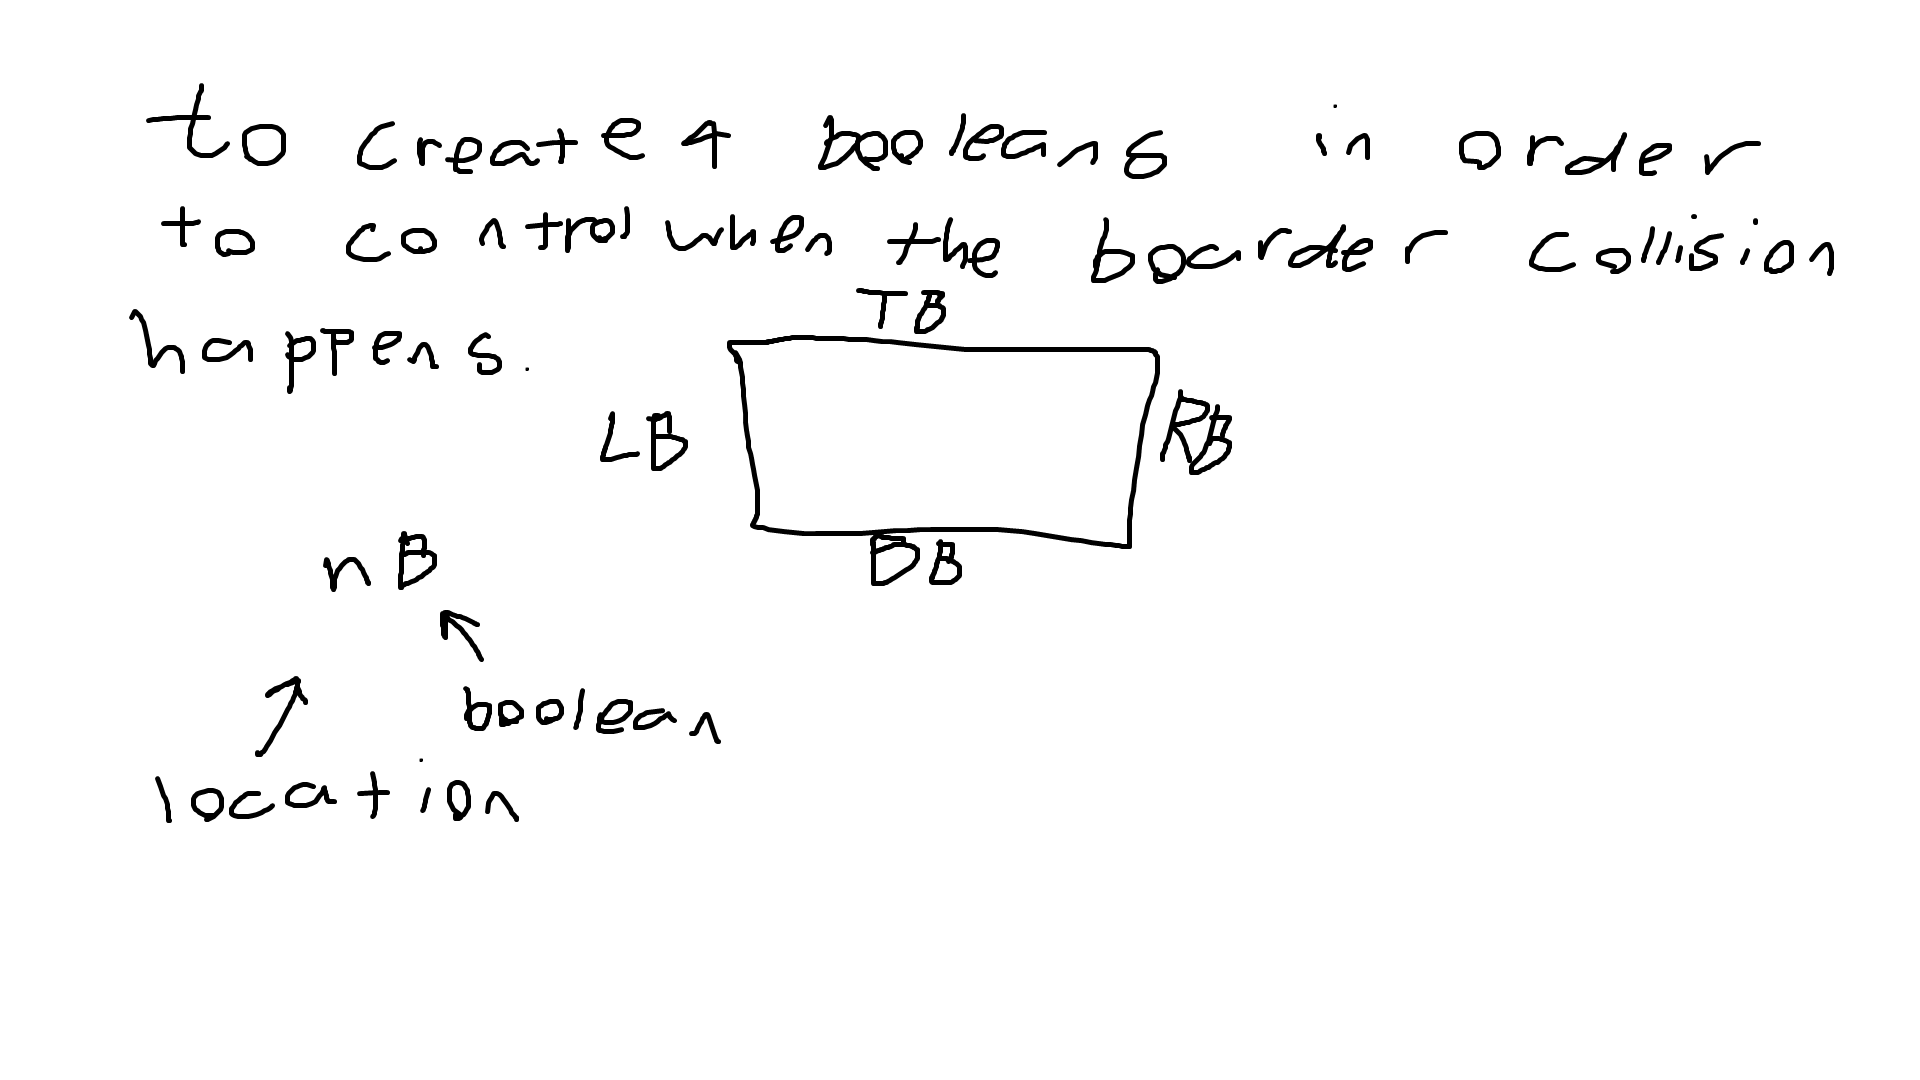 to create 4 booleans in order
to control when the boarder collision
happens.
TB
LB
RB
BB
nB
boolean
location